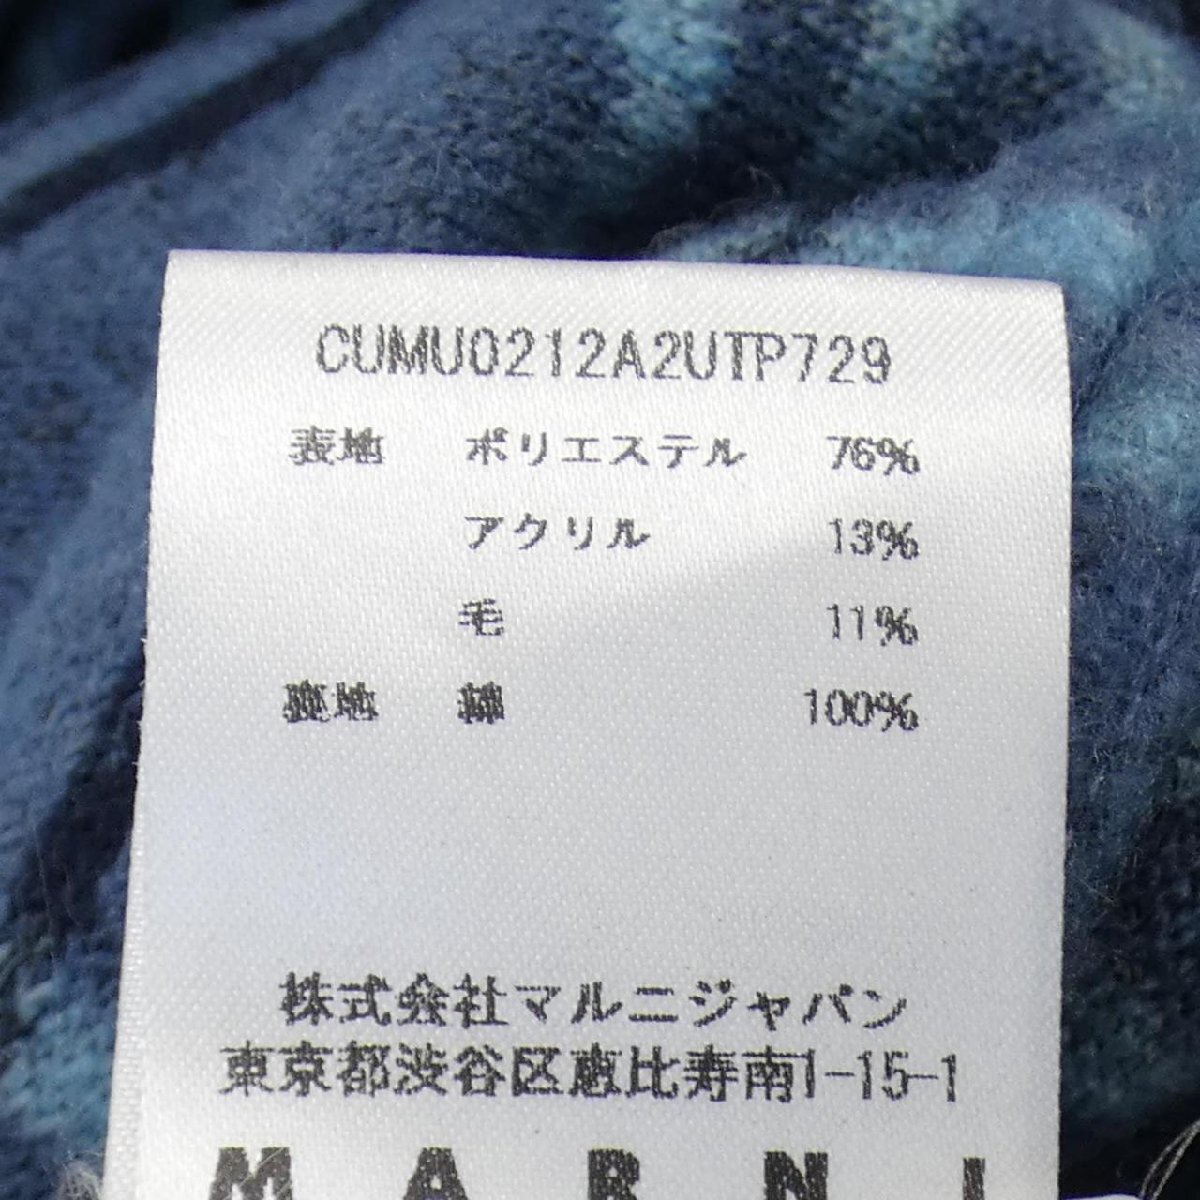 CUMU0212A2UTP729
表地 ポリエステル 76%
アクリル 13%
毛 11%
裏地 綿 100%
株式会社マルニジャパン
東京都渋谷区恵比寿南1-15-1
MARNI